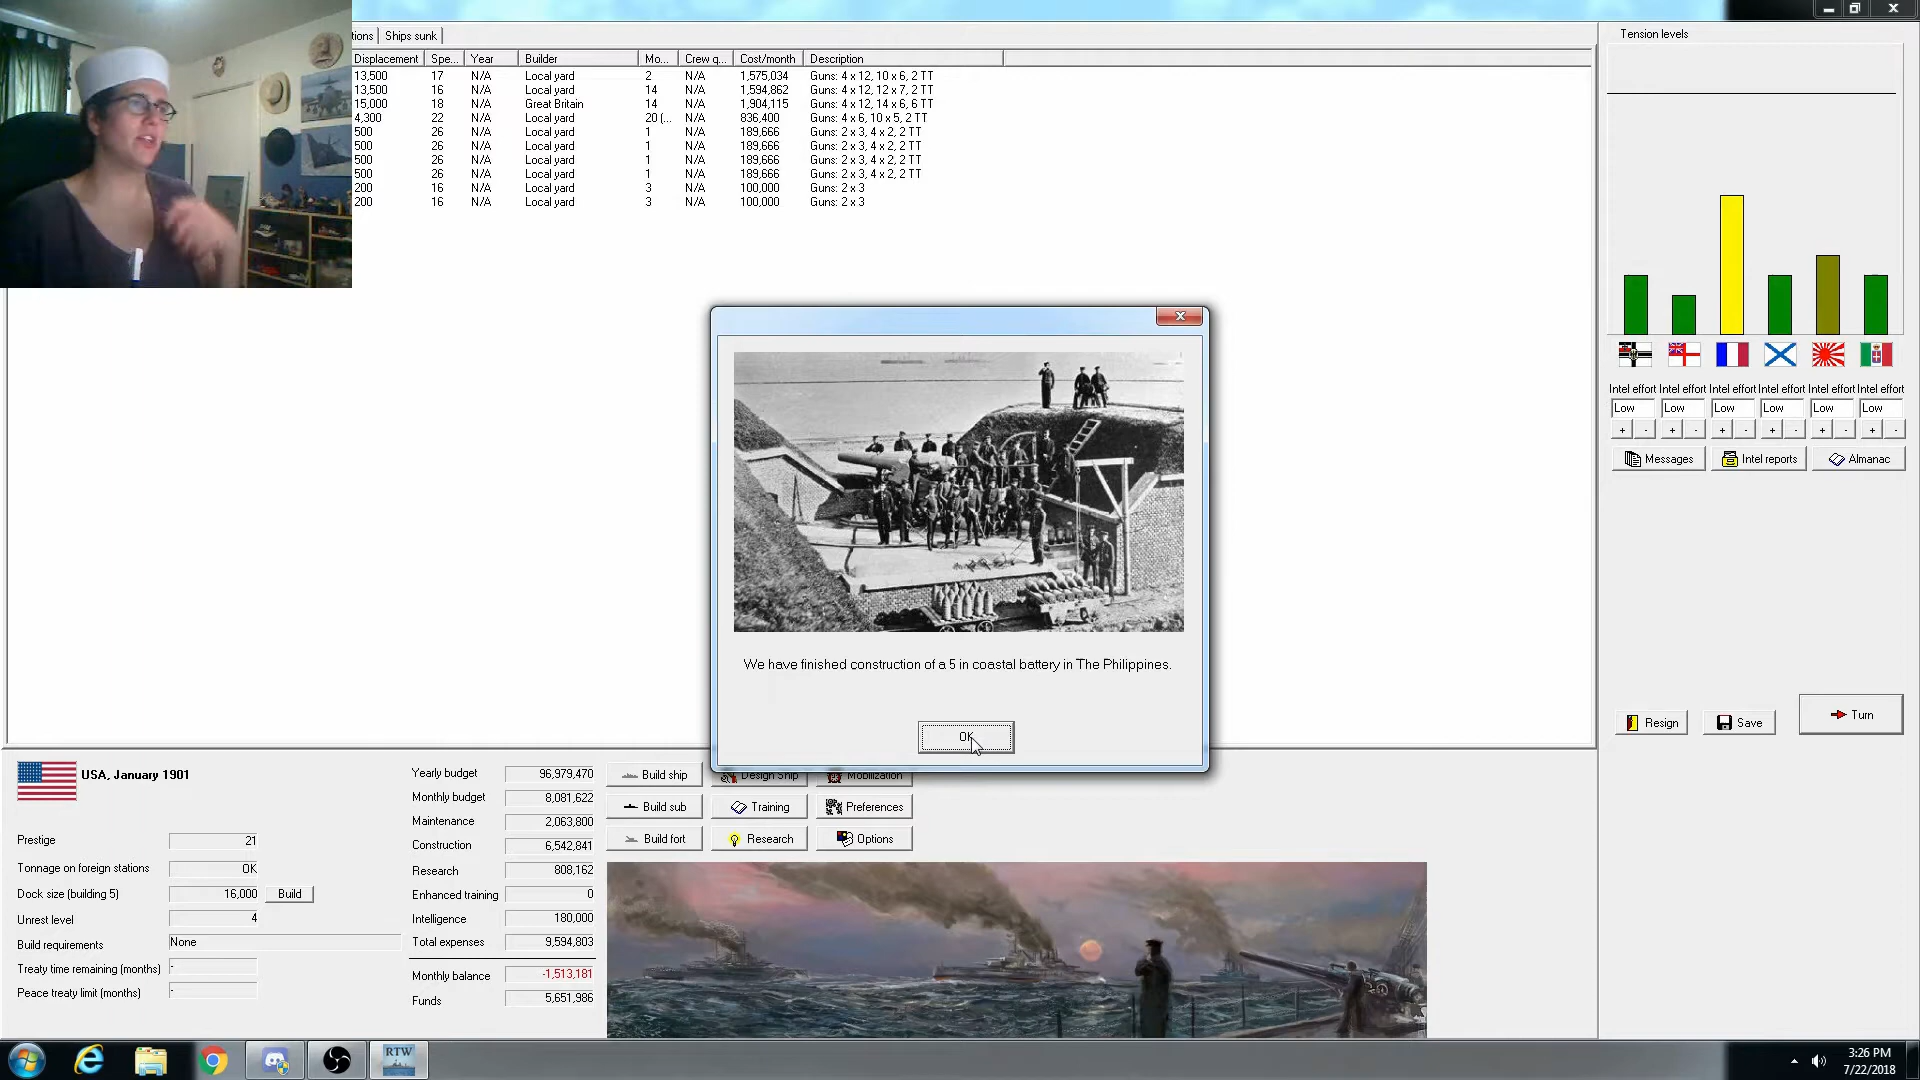 tions Ships sunk
Tension levels
Displacement Spe... Year Builder Mo... Crew q... Cost/month Description
13,500 17 N/A Local yard 2 N/A 1,575,034 Guns: 4 x 12, 10 x 6, 2 TT
13,500 16 N/A Local yard 14 N/A 1,594,862 Guns: 4 x 12, 12 x 7, 2 TT
15,000 18 N/A Great Britain 14 N/A 1,904,115 Guns: 4 x 12, 14 x 6, 6 TT
4,300 22 N/A Local yard 20 (... N/A 836,400 Guns: 4 x 6, 10 x 5, 2 TT
500 26 N/A Local yard 1 N/A 189,666 Guns: 2 x 3, 4 x 2, 2 TT
500 26 N/A Local yard 1 N/A 189,666 Guns: 2 x 3, 4 x 2, 2 TT
500 26 N/A Local yard 1 N/A 189,666 Guns: 2 x 3, 4 x 2, 2 TT
500 26 N/A Local yard 1 N/A 189,666 Guns: 2 x 3, 4 x 2, 2 TT
200 16 N/A Local yard 3 N/A 100,000 Guns: 2 x 3
200 16 N/A Local yard 3 N/A 100,000 Guns: 2 x 3
Intel effort Intel effort Intel effort Intel effort Intel effort Intel effort
Low Low Low Low Low Low
+ - + - + - + - + - + -
Messages Intel reports Almanac
We have finished construction of a 5 in coastal battery in The Philippines.
OK
Resign Save Turn
USA, January 1901
Prestige 21
Tonnage on foreign stations OK
Dock size (building 5) 16,000 Build
Unrest level 4
Build requirements None
Treaty time remaining (months) -
Peace treaty limit (months) -
Yearly budget 96,979,470
Monthly budget 8,081,622
Maintenance 2,063,800
Construction 6,542,841
Research 808,162
Enhanced training 0
Intelligence 180,000
Total expenses 9,594,803
Monthly balance -1,513,181
Funds 5,651,986
Build ship Design Ship Mobilization
Build sub Training Preferences
Build fort Research Options
RTW
3:26 PM
7/22/2018